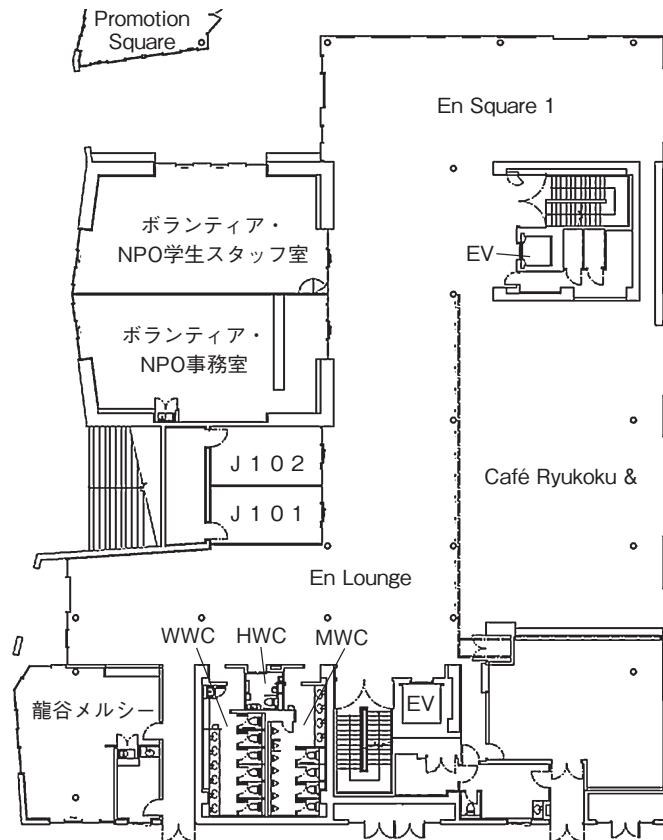 Promotion
Square
En Square 1
ボランティア・
NPO学生スタッフ室
EV
ボランティア・
NPO事務室
J102
Café Ryukoku &
J101
En Lounge
WWC
HWC
MWC
龍谷メルシー
EV